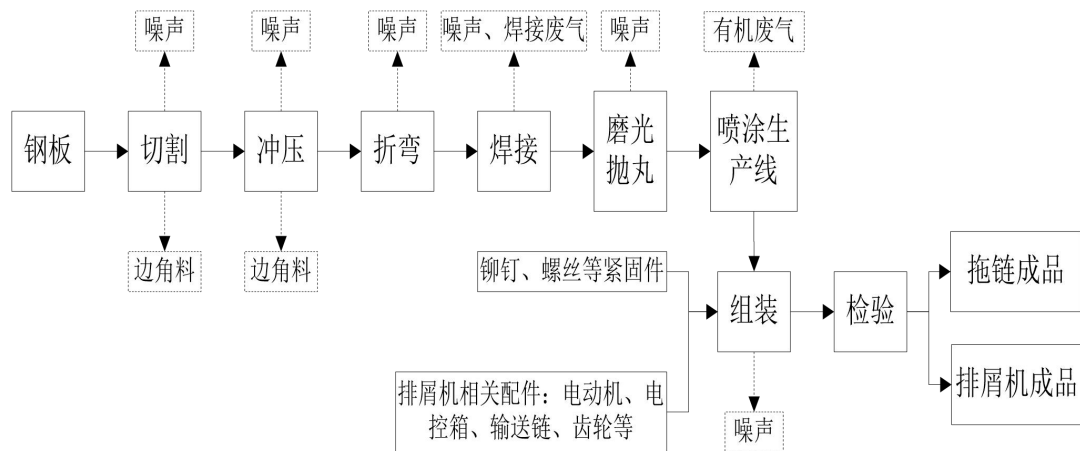 噪声
噪声
噪声
噪声、焊接废气
噪声
有机废气
钢板
切割
冲压
折弯
焊接
磨光
抛丸
喷涂生
产线
边角料
边角料
铆钉、螺丝等紧固件
组装
检验
拖链成品
排屑机成品
排屑机相关配件：电动机、电
控箱、输送链、齿轮等
噪声